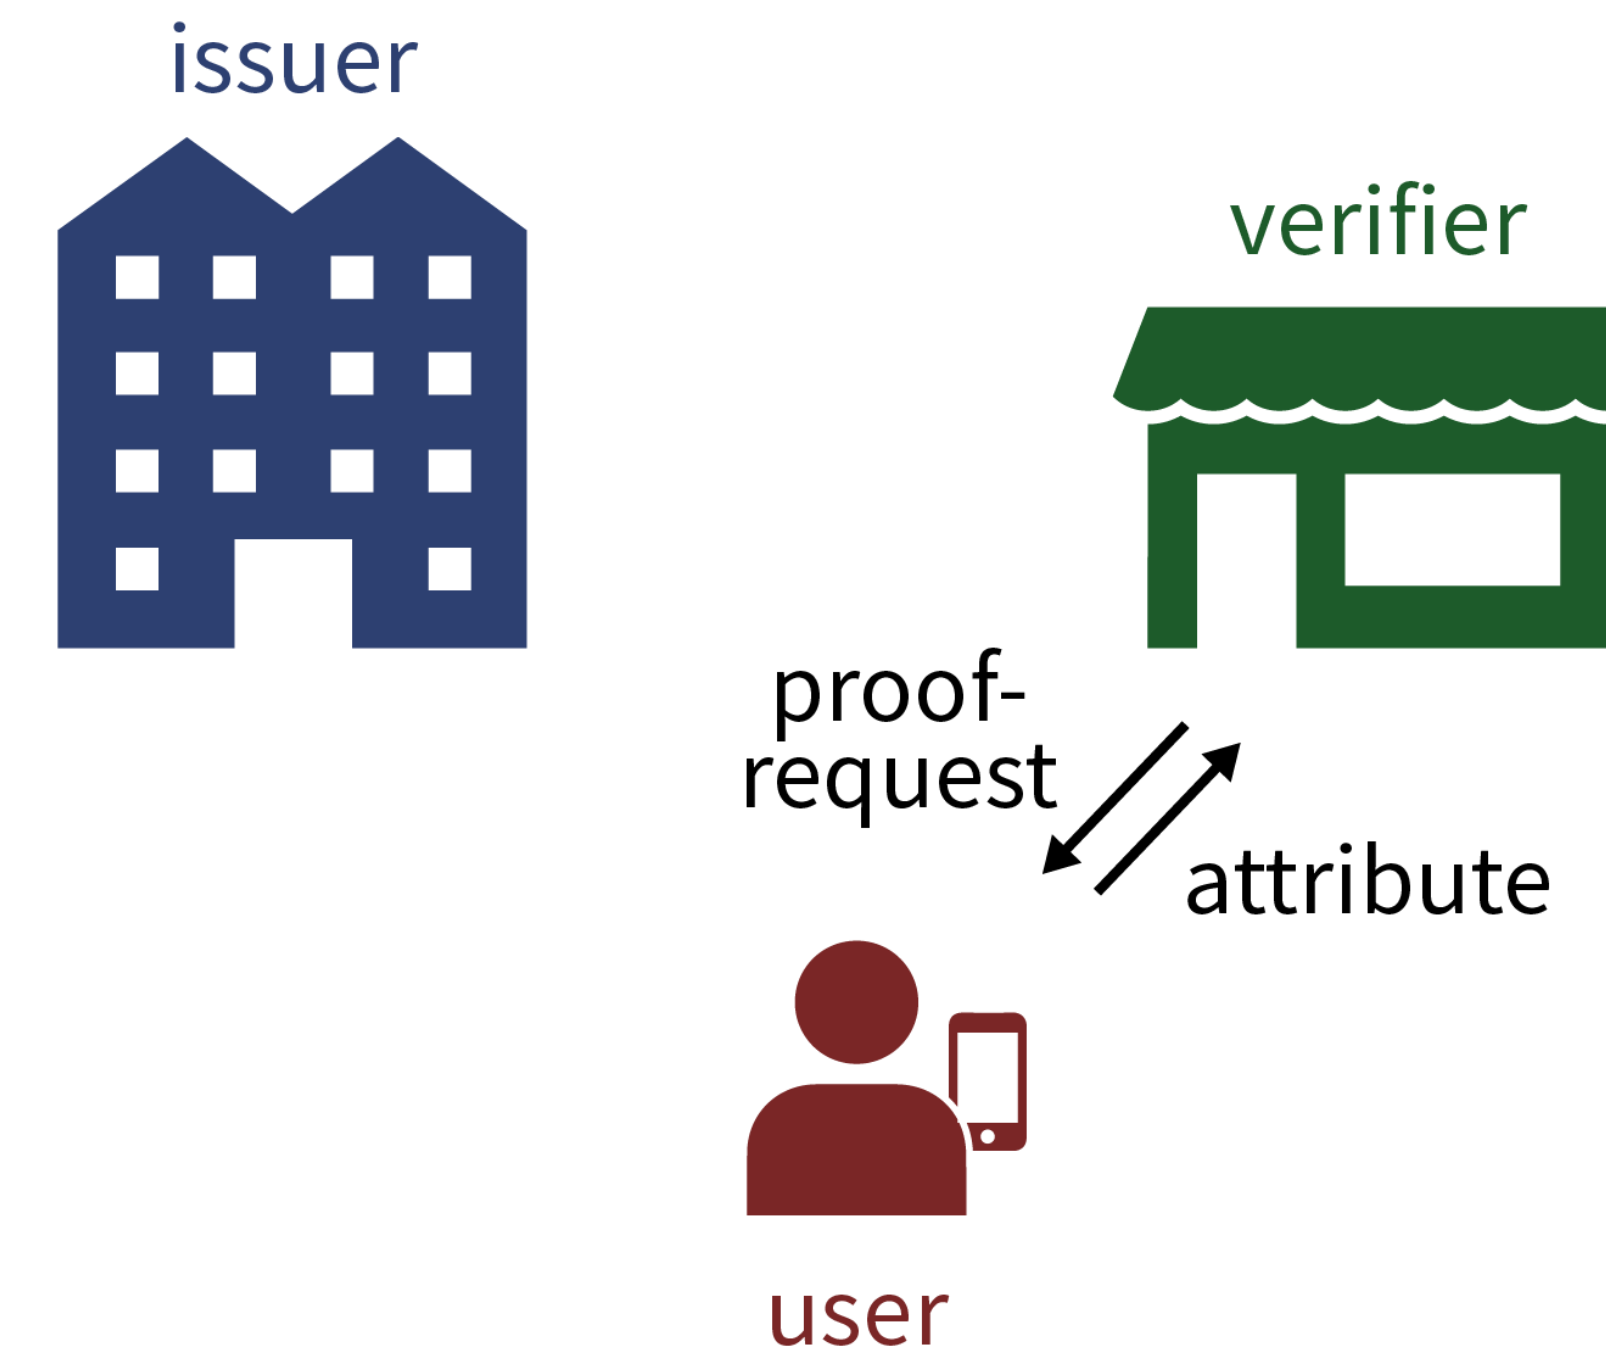 issuer
verifier
proof-
request
attribute
user